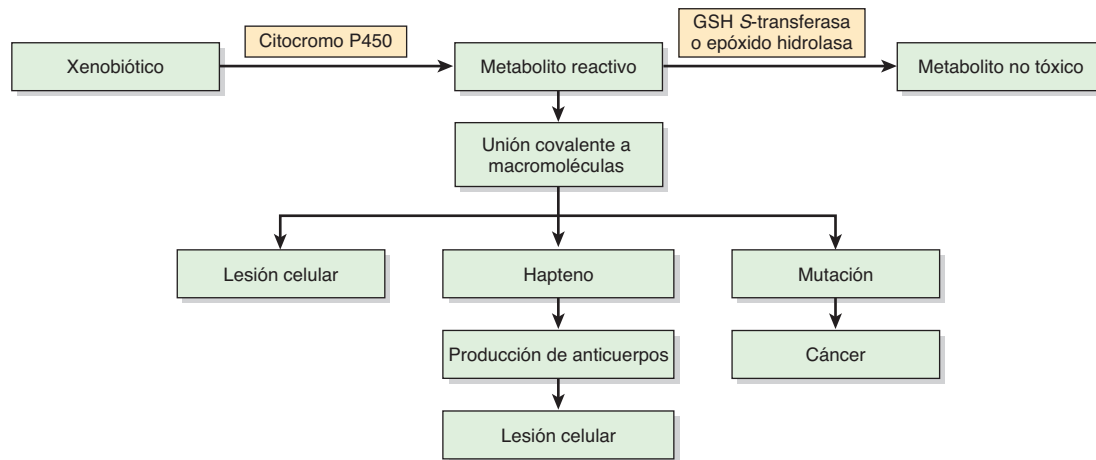 Citocromo P450
GSH S-transferasa
o epóxido hidrolasa
Xenobiótico
Metabolito reactivo
Metabolito no tóxico
Unión covalente a
macromoléculas
Lesión celular
Hapteno
Mutación
Producción de anticuerpos
Cáncer
Lesión celular